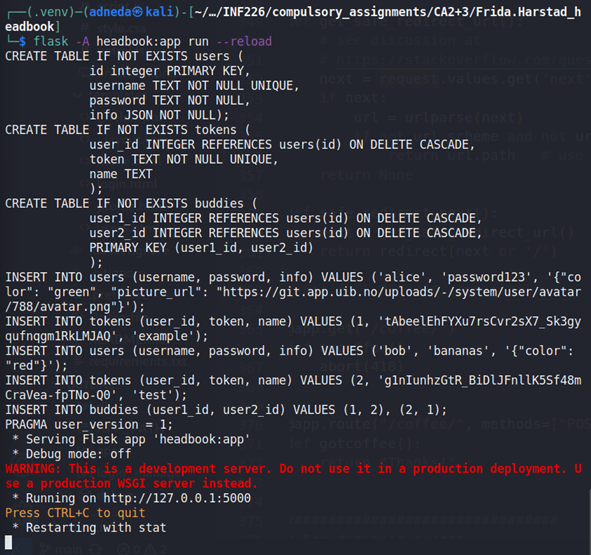 ┌──(.venv)─(adneda㉿kali)-[~/…/INF226/compulsory_assignments/CA2+3/Frida.Harstad_h
eadbook]
└─$ flask -A headbook:app run --reload
CREATE TABLE IF NOT EXISTS users (
id integer PRIMARY KEY,
username TEXT NOT NULL UNIQUE,
password TEXT NOT NULL,
info JSON NOT NULL);
CREATE TABLE IF NOT EXISTS tokens (
user_id INTEGER REFERENCES users(id) ON DELETE CASCADE,
token TEXT NOT NULL UNIQUE,
name TEXT
);
CREATE TABLE IF NOT EXISTS buddies (
user1_id INTEGER REFERENCES users(id) ON DELETE CASCADE,
user2_id INTEGER REFERENCES users(id) ON DELETE CASCADE,
PRIMARY KEY (user1_id, user2_id)
);
INSERT INTO users (username, password, info) VALUES ('alice', 'password123', '{"co
lor": "green", "picture_url": "https://git.app.uib.no/uploads/-/system/user/avatar
/788/avatar.png"}');
INSERT INTO tokens (user_id, token, name) VALUES (1, 'tAbeelEhFYXu7rsCvr2sX7_Sk3gy
qufnqgm1RkLMJAQ', 'example');
INSERT INTO users (username, password, info) VALUES ('bob', 'bananas', '{"color":
"red"}');
INSERT INTO tokens (user_id, token, name) VALUES (2, 'g1nIunhzGtR_BiDlJFnllK5Sf48m
CraVea-fpTNo-Q0', 'test');
INSERT INTO buddies (user1_id, user2_id) VALUES (1, 2), (2, 1);
PRAGMA user_version = 1;
* Serving Flask app 'headbook:app'
* Debug mode: off
WARNING: This is a development server. Do not use it in a production deployment. U
se a production WSGI server instead.
* Running on http://127.0.0.1:5000
Press CTRL+C to quit
* Restarting with stat